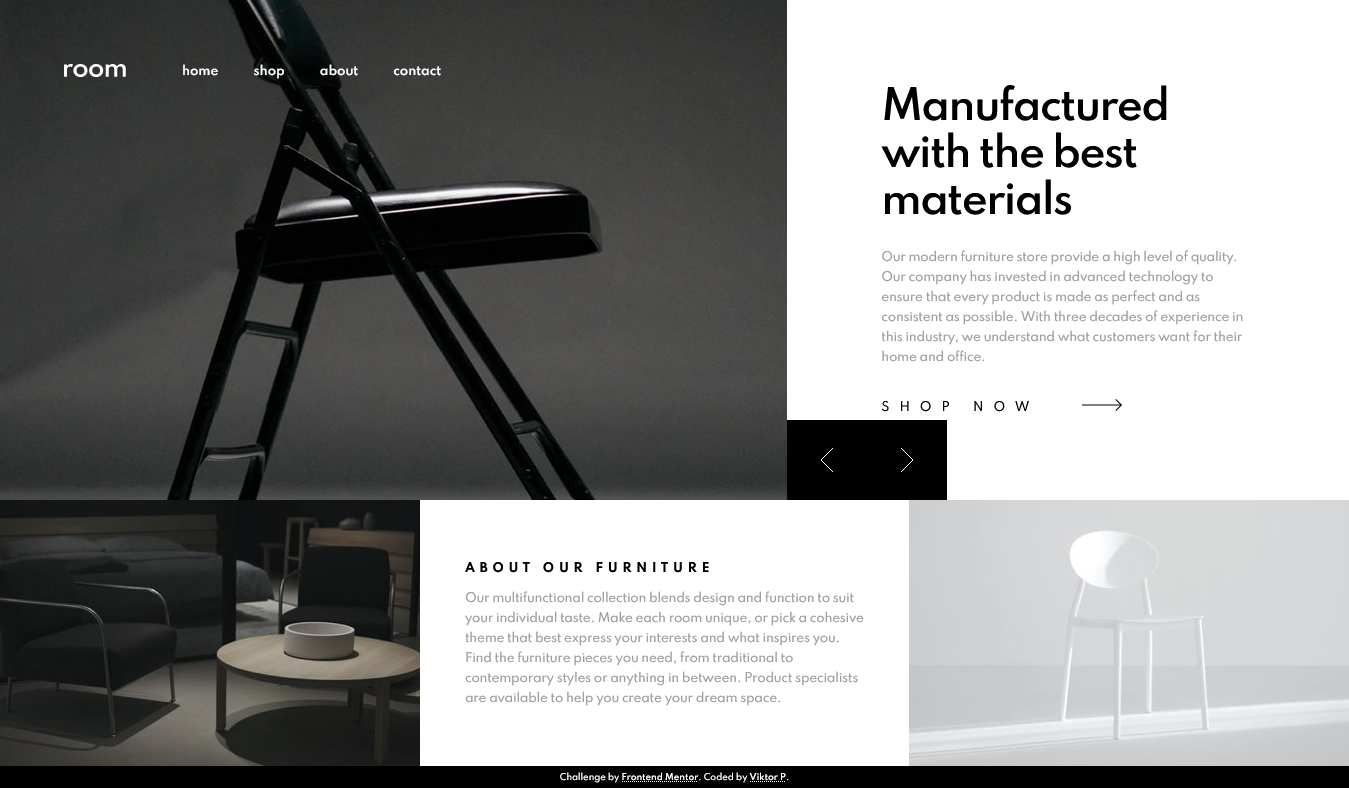 room
home shop about contact
Manufactured
with the best
materials
Our modern furniture store provide a high level of quality.
Our company has invested in advanced technology to
ensure that every product is made as perfect and as
consistent as possible. With three decades of experience in
this industry, we understand what customers want for their
home and office.
SHOP NOW
ABOUT OUR FURNITURE
Our multifunctional collection blends design and function to suit
your individual taste. Make each room unique, or pick a cohesive
theme that best express your interests and what inspires you.
Find the furniture pieces you need, from traditional to
contemporary styles or anything in between. Product specialists
are available to help you create your dream space.
Challenge by Frontend Mentor. Coded by Viktor P.